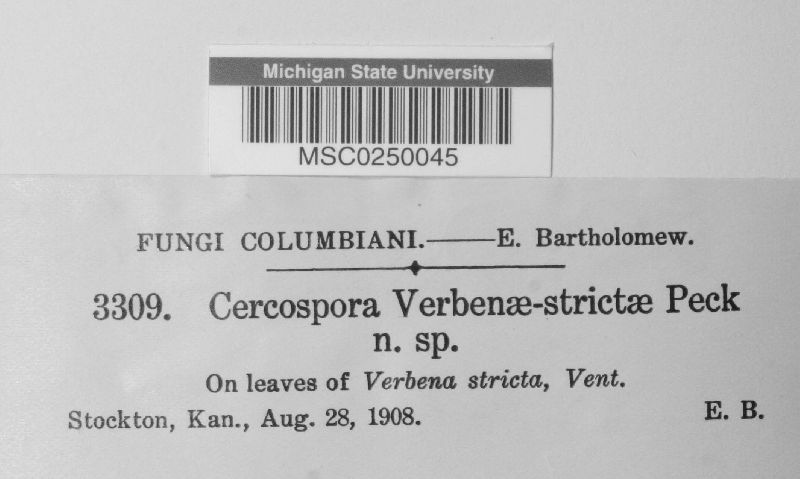 Michigan State University
MSC0250045
FUNGI COLUMBIANI.——E. Bartholomew.
3309. Cercospora Verbenæ-strictæ Peck
n. sp.
On leaves of Verbena stricta, Vent.
Stockton, Kan., Aug. 28, 1908. E. B.